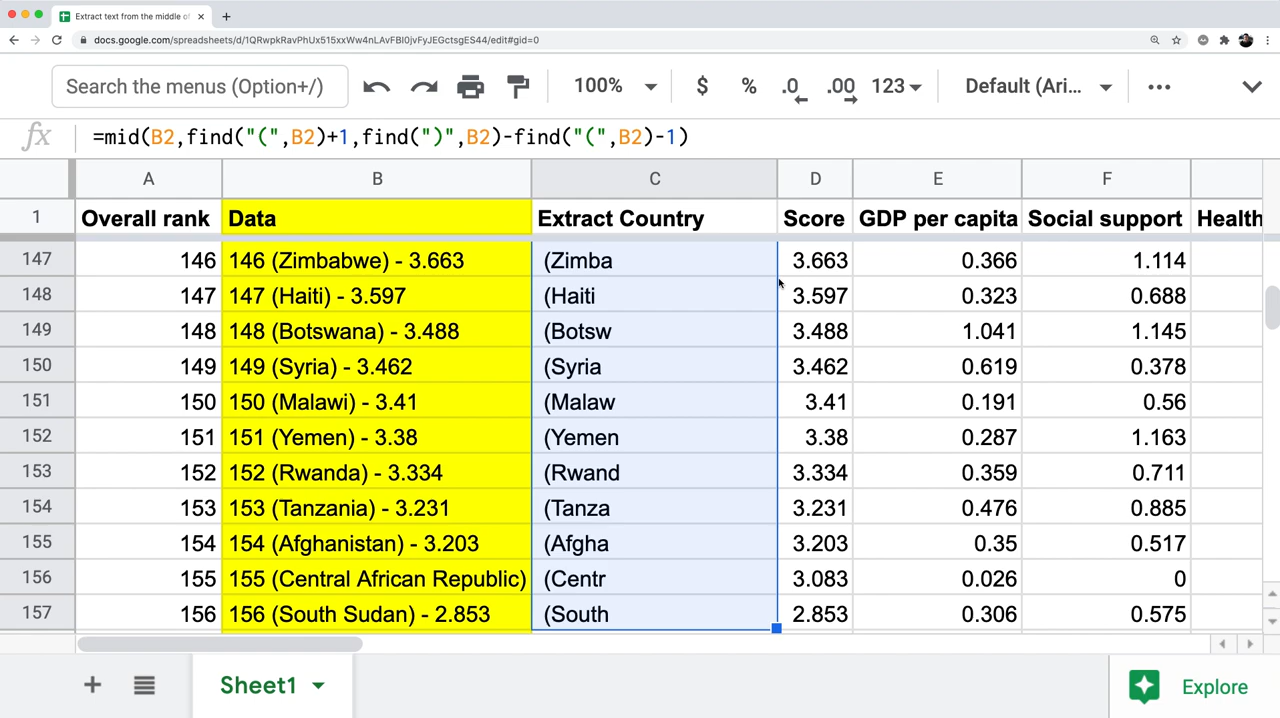 Extract text from the middle of
docs.google.com/spreadsheets/d/1QRwpkRavPhUx515xxWw4nLAvFBI0jvFyJEGctsgES44/edit#gid=0
Search the menus (Option+/) 100% $ % .0 .00 123 Default (Ari... ...
fx =mid(B2,find("(",B2)+1,find(")",B2)-find("(",B2)-1)
A B C D E F
1 Overall rank Data Extract Country Score GDP per capita Social support Health
147 146 146 (Zimbabwe) - 3.663 (Zimba 3.663 0.366 1.114
148 147 147 (Haiti) - 3.597 (Haiti 3.597 0.323 0.688
149 148 148 (Botswana) - 3.488 (Botsw 3.488 1.041 1.145
150 149 149 (Syria) - 3.462 (Syria 3.462 0.619 0.378
151 150 150 (Malawi) - 3.41 (Malaw 3.41 0.191 0.56
152 151 151 (Yemen) - 3.38 (Yemen 3.38 0.287 1.163
153 152 152 (Rwanda) - 3.334 (Rwand 3.334 0.359 0.711
154 153 153 (Tanzania) - 3.231 (Tanza 3.231 0.476 0.885
155 154 154 (Afghanistan) - 3.203 (Afgha 3.203 0.35 0.517
156 155 155 (Central African Republic) (Centr 3.083 0.026 0
157 156 156 (South Sudan) - 2.853 (South 2.853 0.306 0.575
Sheet1 Explore